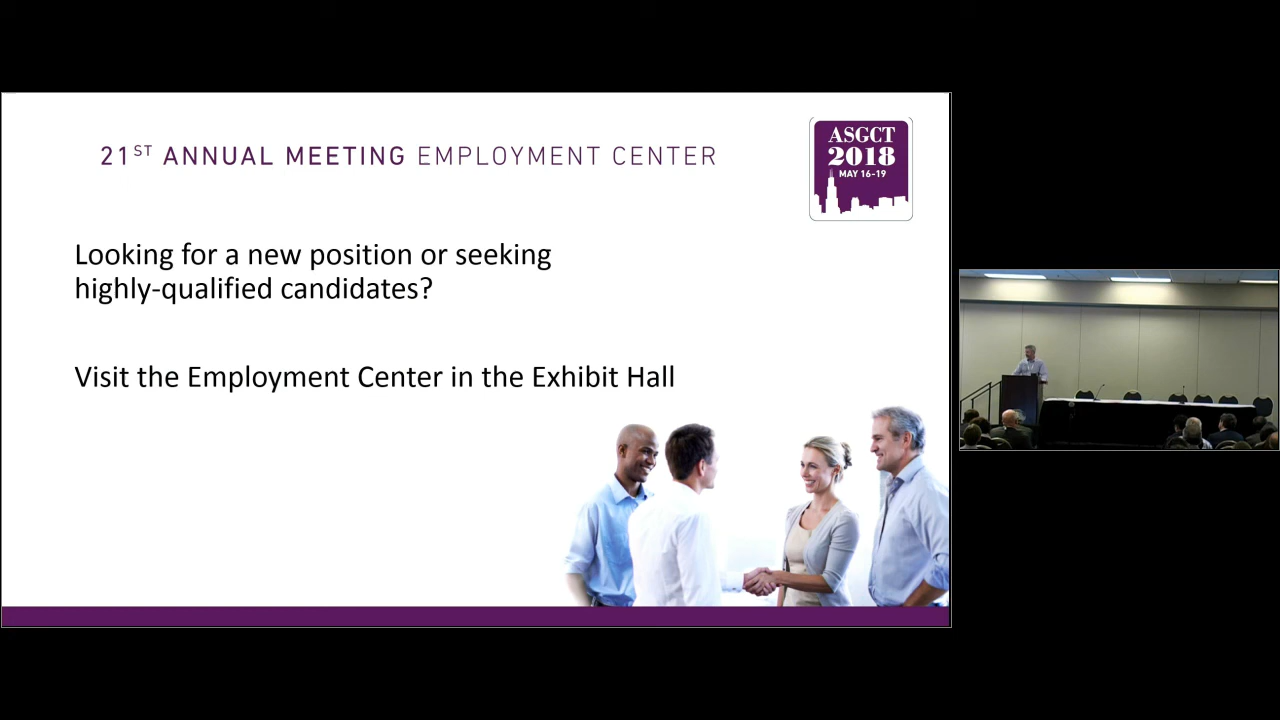 21ST ANNUAL MEETING EMPLOYMENT CENTER
ASGCT
2018
MAY 16-19
Looking for a new position or seeking
highly-qualified candidates?
Visit the Employment Center in the Exhibit Hall